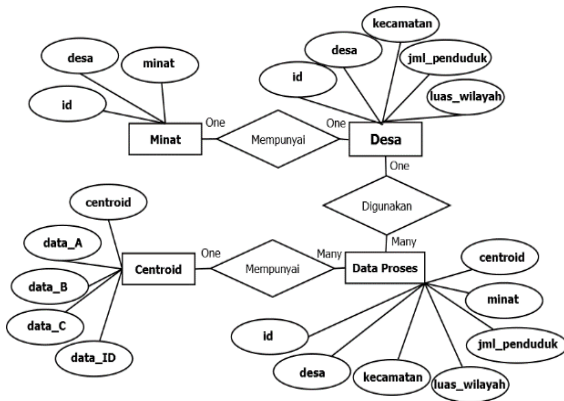 kecamatan
desa
desa
minat
jml_penduduk
id
id
luas_wilayah
One
One
Minat
Mempunyai
Desa
One
centroid
Digunakan
data_A
Many
centroid
One
Many
Centroid
Mempunyai
Data Proses
data_B
minat
data_C
id
jml_penduduk
data_ID
desa
kecamatan
luas_wilayah